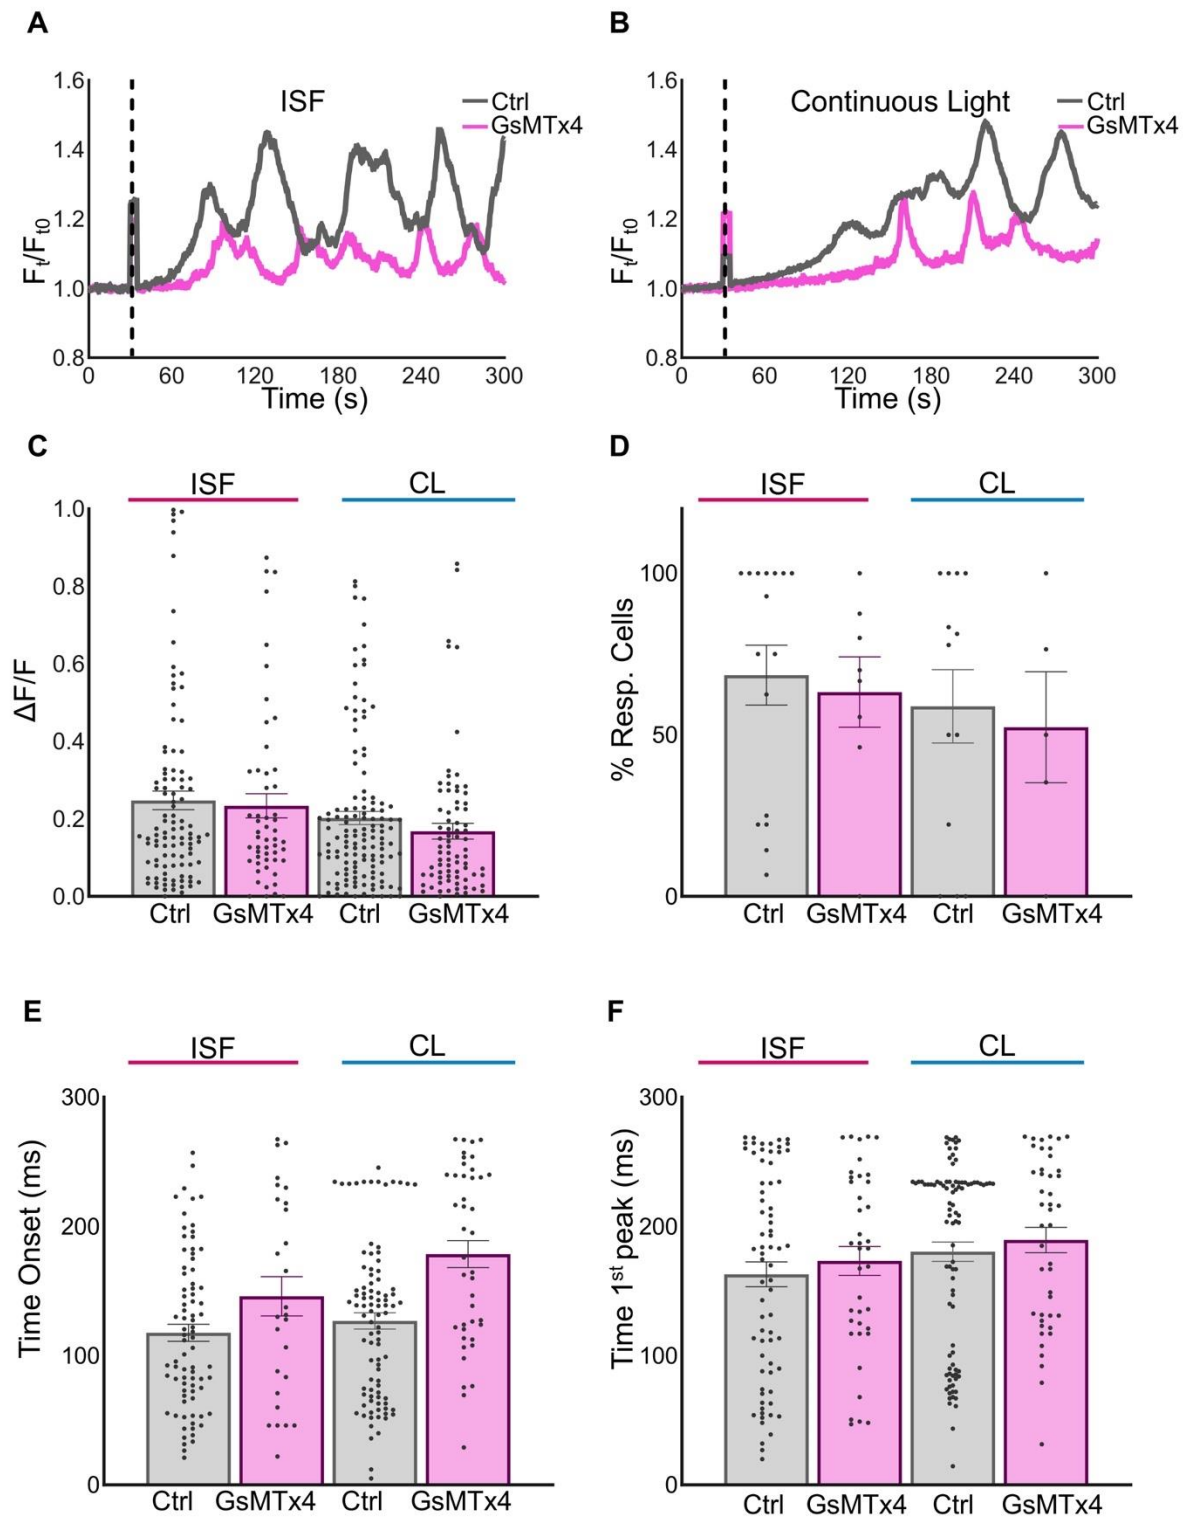 A
ISF
Ctrl
GsMTx4
1.6
1.4
1.2
1.0
0.8
Ft/Ft0
0 60 120 180 240 300
Time (s)
B
Continuous Light
Ctrl
GsMTx4
1.6
1.4
1.2
1.0
0.8
Ft/Ft0
0 60 120 180 240 300
Time (s)
C
ISF CL
1.0
0.8
0.6
0.4
0.2
0.0
ΔF/F
Ctrl GsMTx4 Ctrl GsMTx4
D
ISF CL
100
50
0
% Resp. Cells
Ctrl GsMTx4 Ctrl GsMTx4
E
ISF CL
300
200
100
0
Time Onset (ms)
Ctrl GsMTx4 Ctrl GsMTx4
F
ISF CL
300
200
100
0
Time 1st peak (ms)
Ctrl GsMTx4 Ctrl GsMTx4